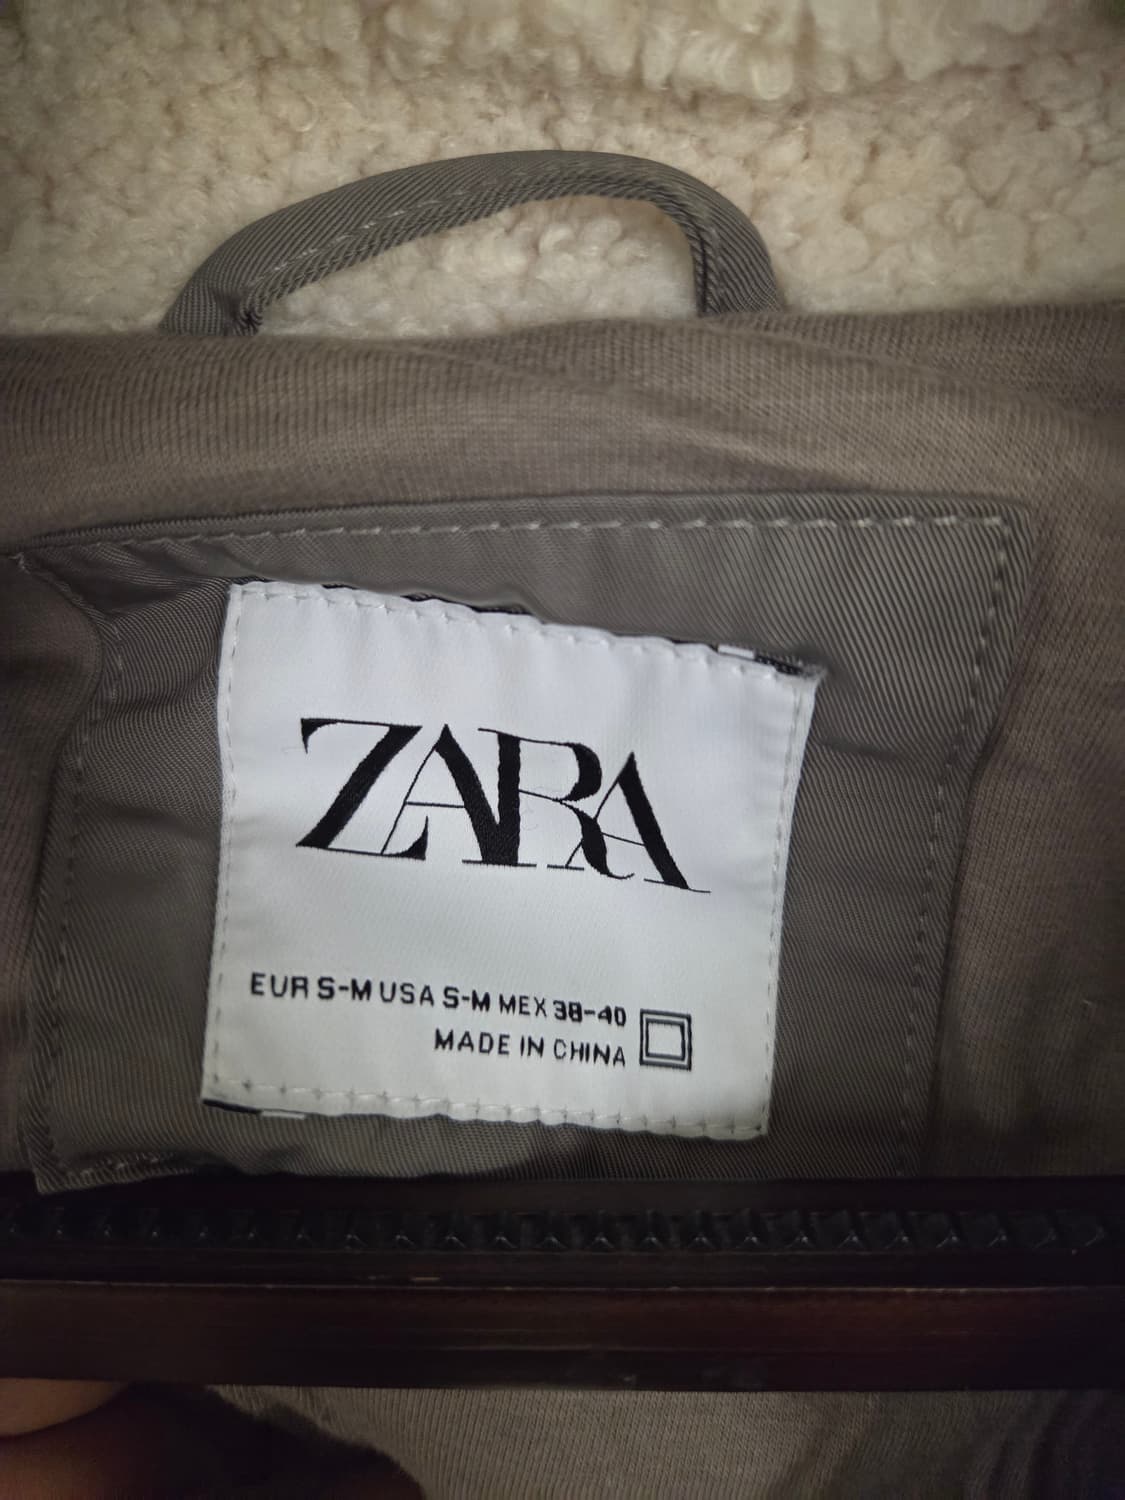 ZARA
EUR S-M USA S-M MEX 38-40
MADE IN CHINA